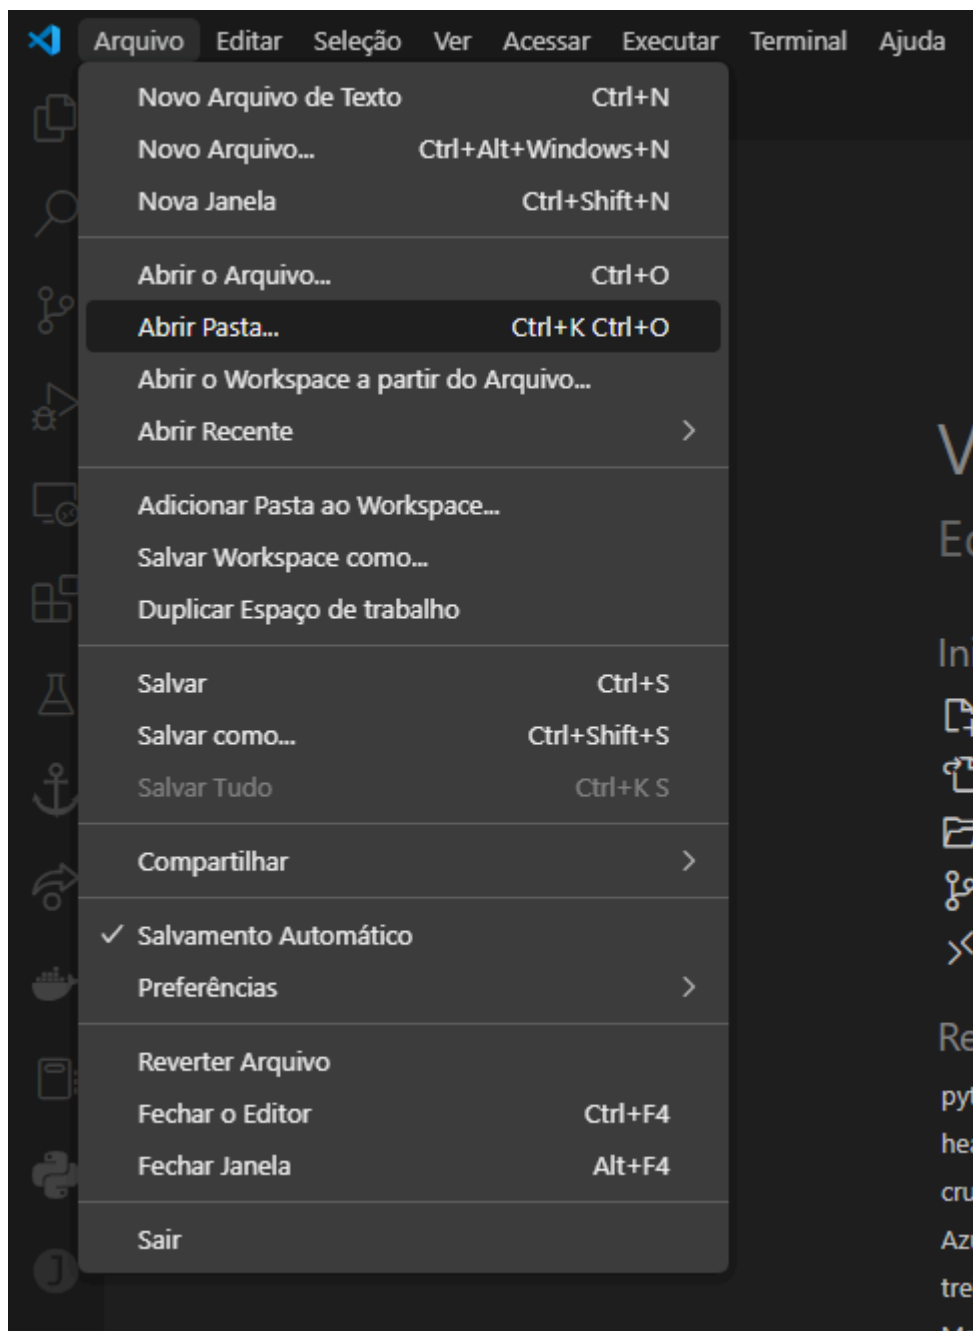 Arquivo Editar Seleção Ver Acessar Executar Terminal Ajuda
Novo Arquivo de Texto Ctrl+N
Novo Arquivo... Ctrl+Alt+Windows+N
Nova Janela Ctrl+Shift+N
Abrir o Arquivo... Ctrl+O
Abrir Pasta... Ctrl+K Ctrl+O
Abrir o Workspace a partir do Arquivo...
Abrir Recente
Adicionar Pasta ao Workspace...
Salvar Workspace como...
Duplicar Espaço de trabalho
Salvar Ctrl+S
Salvar como... Ctrl+Shift+S
Salvar Tudo Ctrl+K S
Compartilhar
Salvamento Automático
Preferências
Reverter Arquivo
Fechar o Editor Ctrl+F4
Fechar Janela Alt+F4
Sair